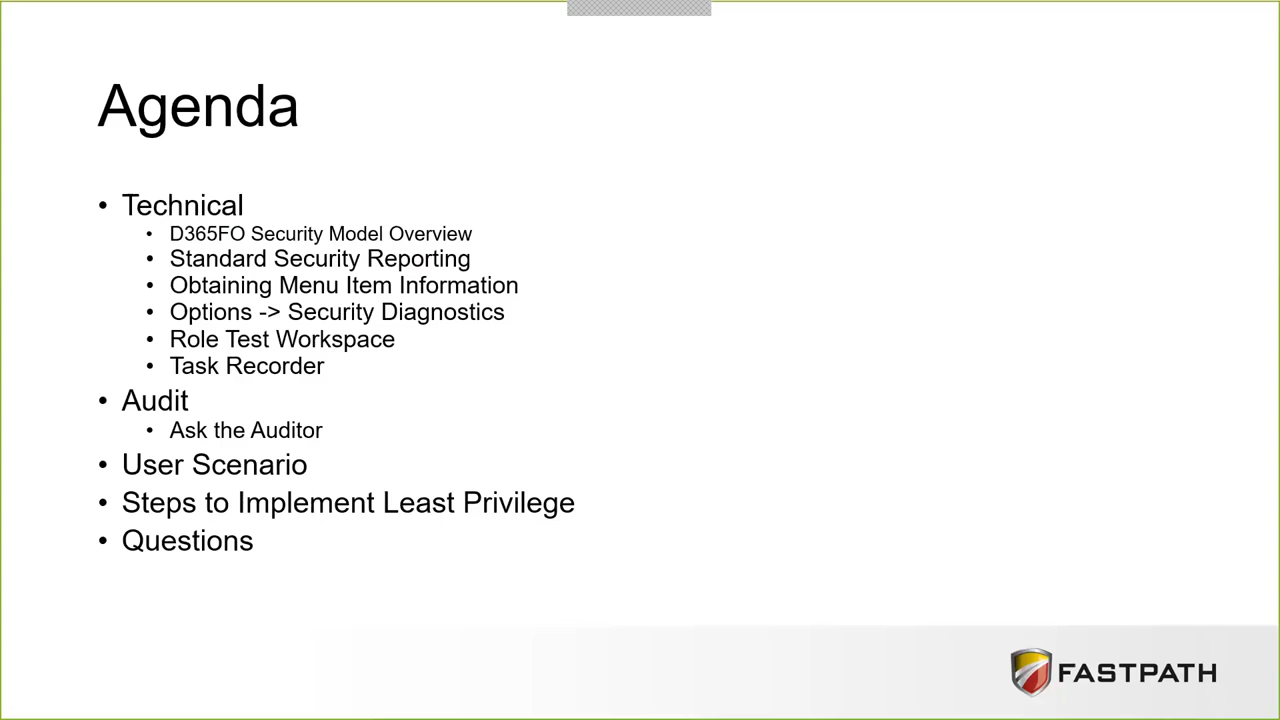 Agenda
• Technical
• D365FO Security Model Overview
• Standard Security Reporting
• Obtaining Menu Item Information
• Options -> Security Diagnostics
• Role Test Workspace
• Task Recorder
• Audit
• Ask the Auditor
• User Scenario
• Steps to Implement Least Privilege
• Questions
FASTPATH